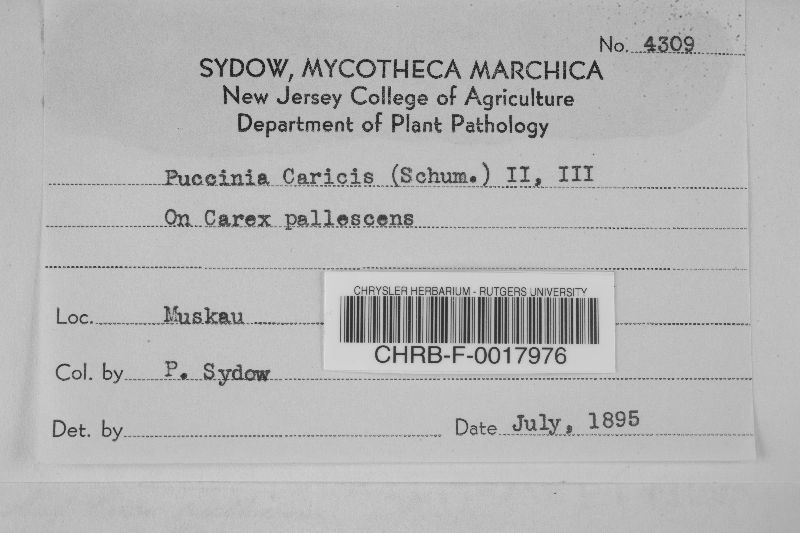 No. 4309
SYDOW, MYCOTHECA MARCHICA
New Jersey College of Agriculture
Department of Plant Pathology
Puccinia Caricis (Schum.) II, III
On Carex pallescens
Loc. Muskau
CHRYSLER HERBARIUM - RUTGERS UNIVERSITY
CHRB-F-0017976
Col. by P. Sydow
Det. by Date July, 1895